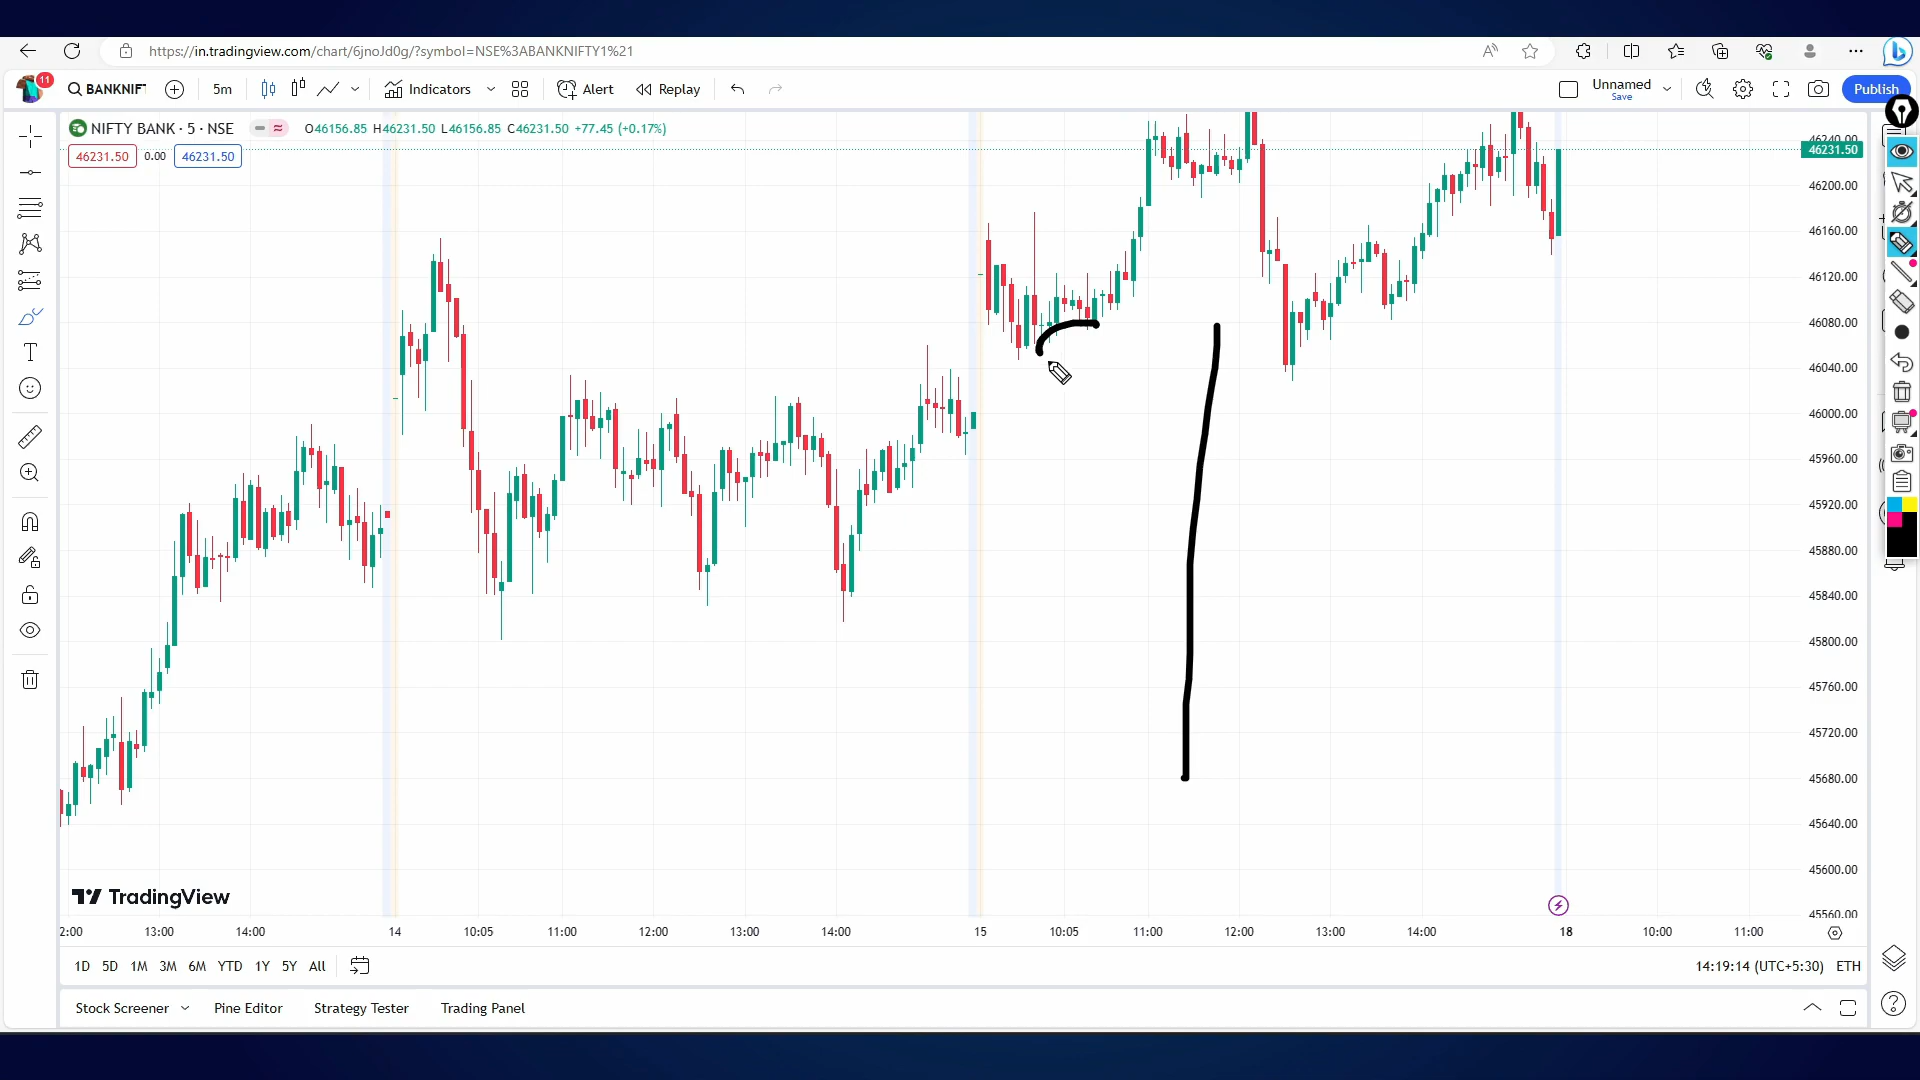 https://in.tradingview.com/chart/6jnoJd0g/?symbol=NSE%3ABANKNIFTY1%21
11
BANKNIF
5m
Indicators
Alert
Replay
Unnamed
Save
Publish
NIFTY BANK · 5 · NSE
O46156.85 H46231.50 L46156.85 C46231.50 +77.45 (+0.17%)
46231.50 0.00 46231.50
46240.00
46231.50
46200.00
46160.00
46120.00
46080.00
46040.00
46000.00
45960.00
45920.00
45880.00
45840.00
45800.00
45760.00
45720.00
45680.00
45640.00
45600.00
45560.00
TradingView
2:00 13:00 14:00 14 10:05 11:00 12:00 13:00 14:00 15 10:05 11:00 12:00 13:00 14:00 18 10:00 11:00
1D 5D 1M 3M 6M YTD 1Y 5Y All
14:19:14 (UTC+5:30) ETH
Stock Screener Pine Editor Strategy Tester Trading Panel